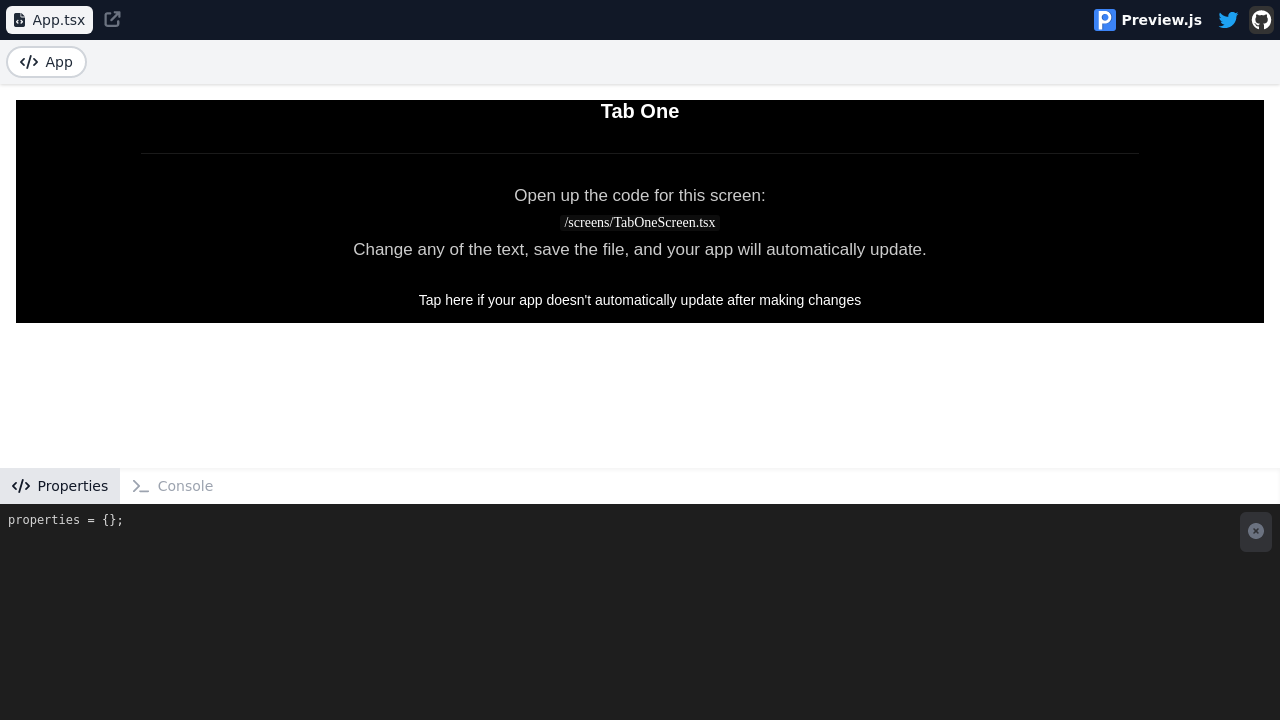 App.tsx
Preview.js
App
Tab One
Open up the code for this screen:
/screens/TabOneScreen.tsx
Change any of the text, save the file, and your app will automatically update.
Tap here if your app doesn't automatically update after making changes
Properties
Console
properties = {};